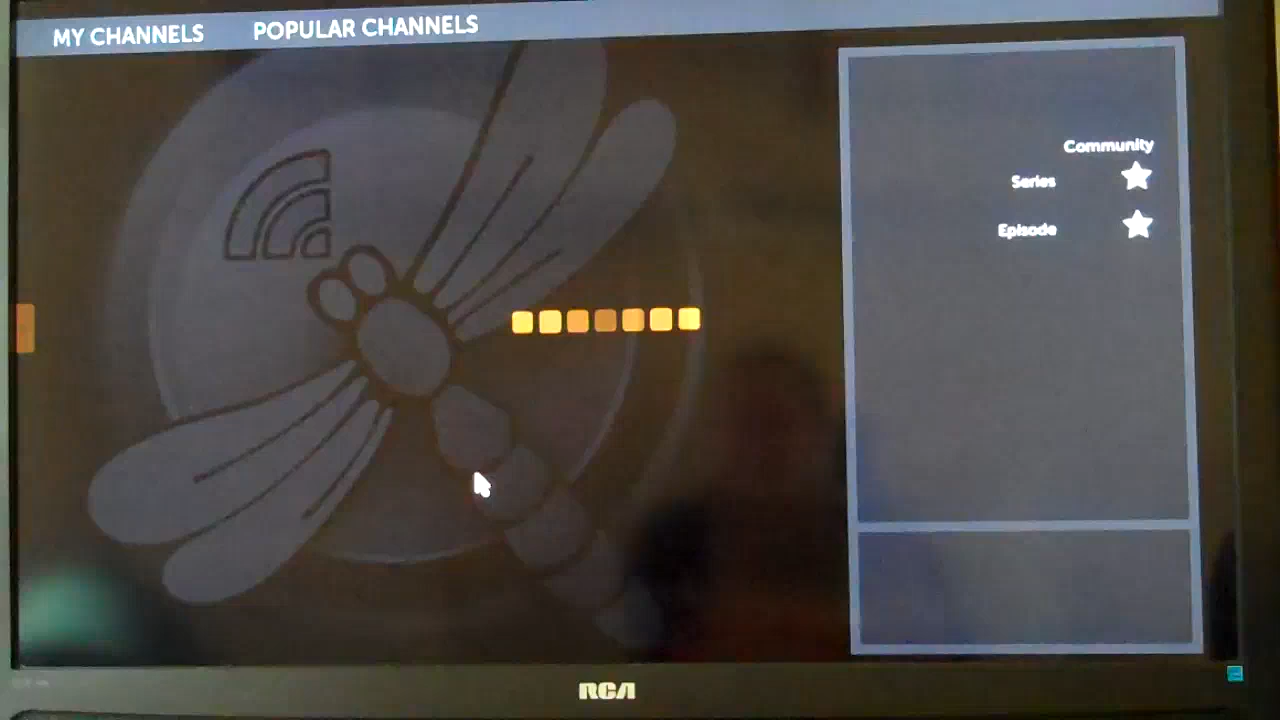 MY CHANNELS POPULAR CHANNELS
Community
Series
Episode
RCA